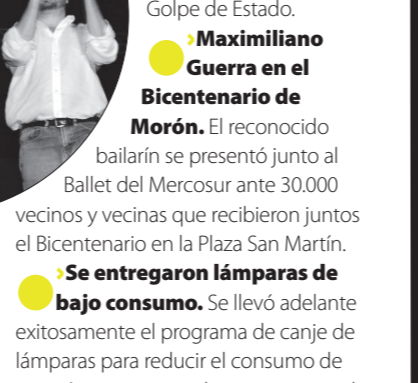 Golpe de Estado.
›Maximiliano
Guerra en el
Bicentenario de
Morón. El reconocido
bailarín se presentó junto al
Ballet del Mercosur ante 30.000
vecinos y vecinas que recibieron juntos
el Bicentenario en la Plaza San Martín.
›Se entregaron lámparas de
bajo consumo. Se llevó adelante
exitosamente el programa de canje de
lámparas para reducir el consumo de